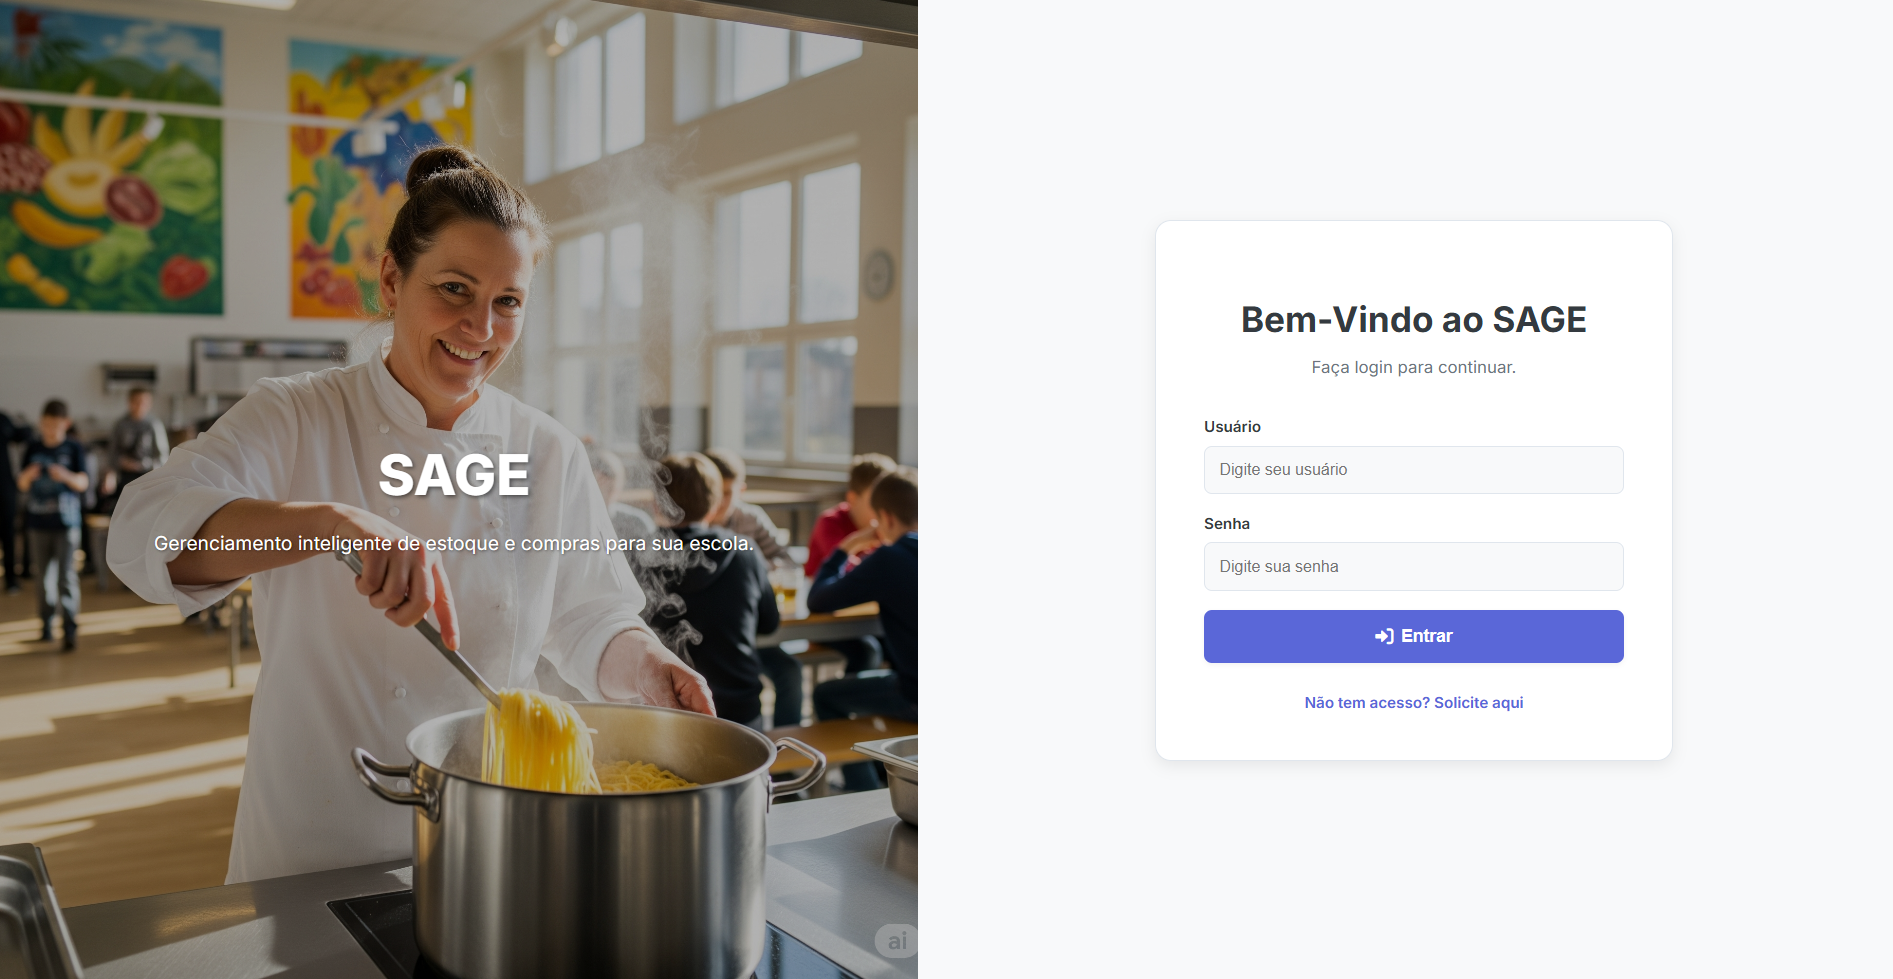 SAGE
Gerenciamento inteligente de estoque e compras para sua escola.
ai
Bem-Vindo ao SAGE
Faça login para continuar.
Usuário
Digite seu usuário
Senha
Digite sua senha
Entrar
Não tem acesso? Solicite aqui